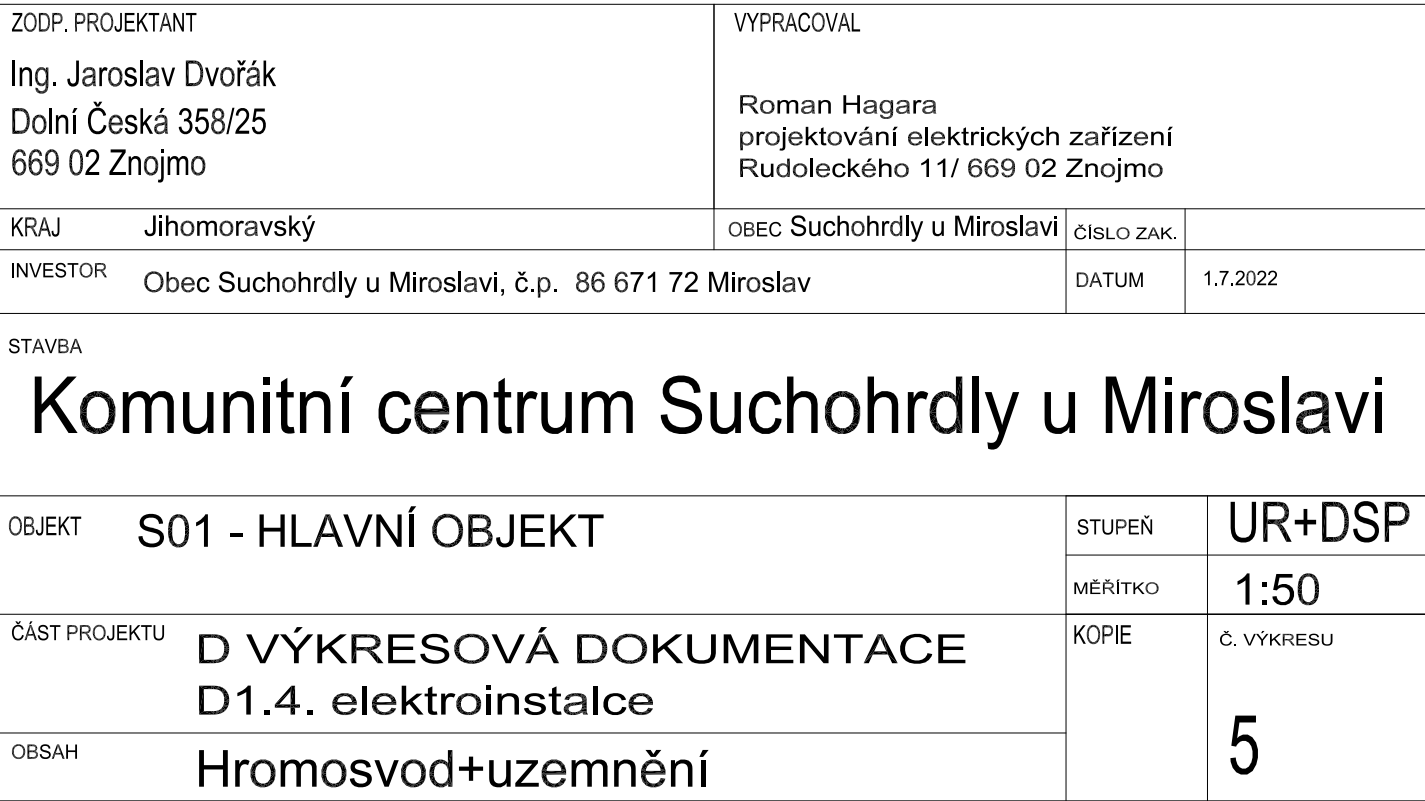 ZODP. PROJEKTANT
Ing. Jaroslav Dvořák
Dolní Česká 358/25
669 02 Znojmo
VYPRACOVAL
Roman Hagara
projektování elektrických zařízení
Rudoleckého 11/ 669 02 Znojmo
KRAJ Jihomoravský
OBEC Suchohrdly u Miroslavi
ČÍSLO ZAK.
INVESTOR Obec Suchohrdly u Miroslavi, č.p. 86 671 72 Miroslav
DATUM 1.7.2022
STAVBA
Komunitní centrum Suchohrdly u Miroslavi
OBJEKT S01 - HLAVNÍ OBJEKT
STUPEŇ UR+DSP
MĚŘÍTKO 1:50
ČÁST PROJEKTU D VÝKRESOVÁ DOKUMENTACE
D1.4. elektroinstalce
KOPIE
Č. VÝKRESU
5
OBSAH Hromosvod+uzemnění